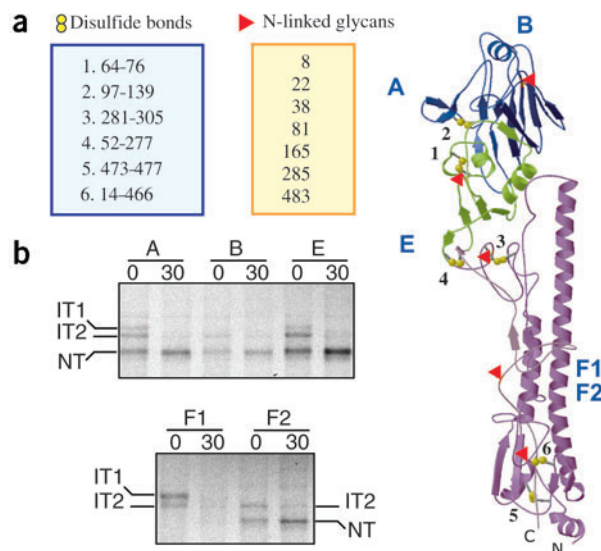 a
Disulfide bonds
N-linked glycans
1. 64-76
2. 97-139
3. 281-305
4. 52-277
5. 473-477
6. 14-466
8
22
38
81
165
285
483
B
A
2
1
E
3
4
F1
F2
6
5
C
N
b
A B E
0 30 0 30 0 30
IT1
IT2
NT
F1 F2
0 30 0 30
IT1
IT2 IT2
NT